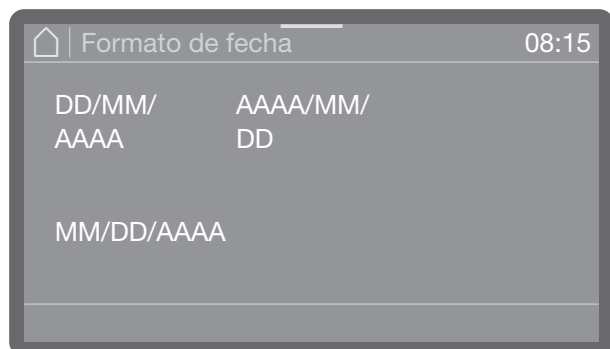 Formato de fecha 08:15
DD/MM/ AAAA/MM/
AAAA DD
MM/DD/AAAA